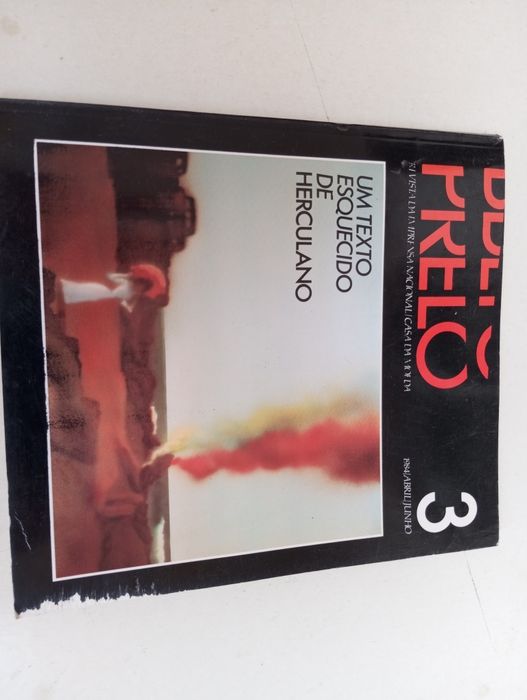 PRELO
REVISTA DA IMPRENSA NACIONAL/CASA DA MOEDA
3
1984/ABRIL/JUNHO
UM TEXTO
ESQUECIDO
DE
HERCULANO